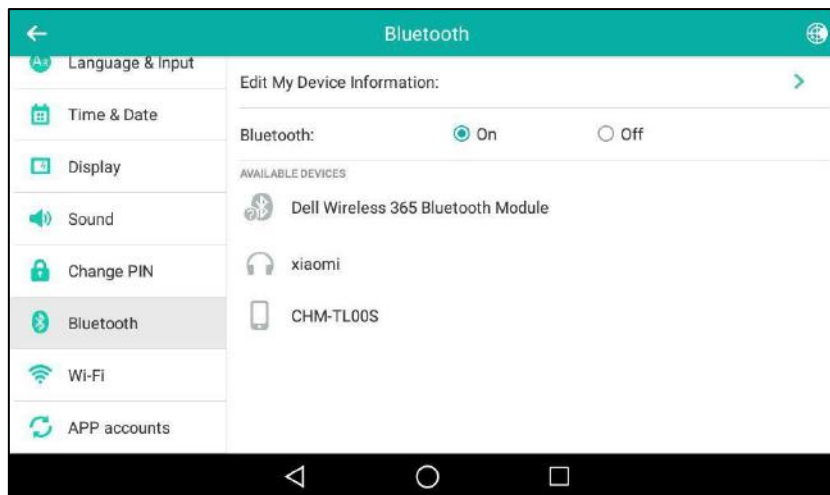 Bluetooth
Language & Input
Time & Date
Display
Sound
Change PIN
Bluetooth
Wi-Fi
APP accounts
Edit My Device Information:
Bluetooth: On Off
AVAILABLE DEVICES
Dell Wireless 365 Bluetooth Module
xiaomi
CHM-TL00S